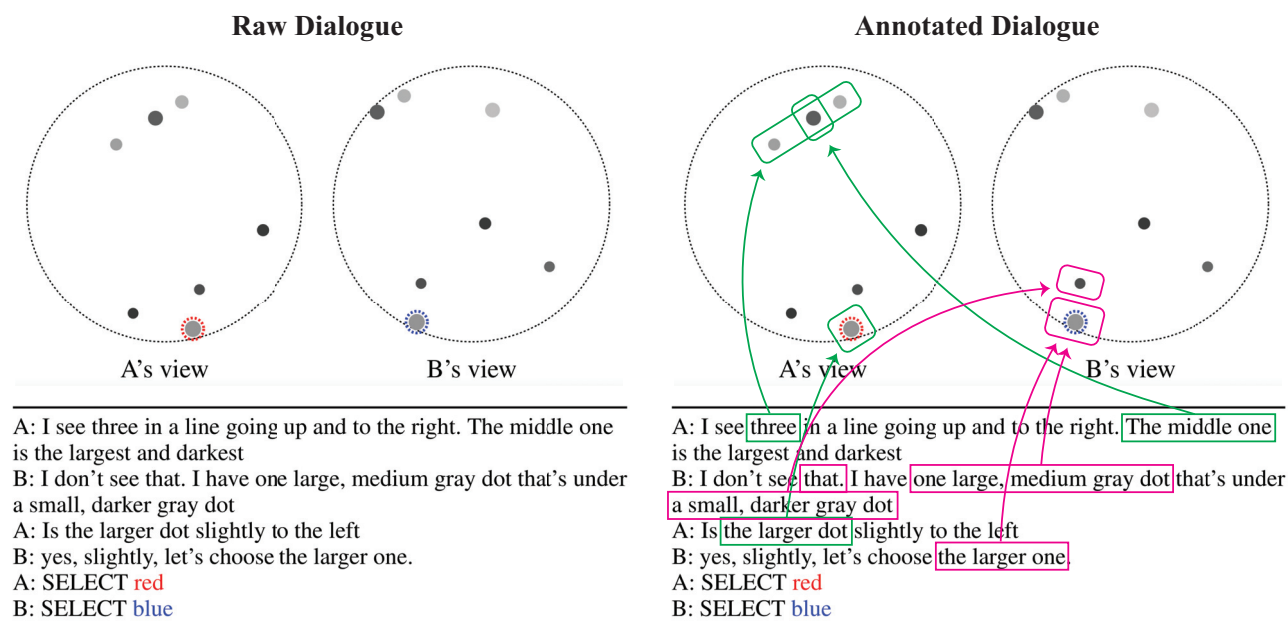 Raw Dialogue
A's view
B's view
A: I see three in a line going up and to the right. The middle one
is the largest and darkest
B: I don't see that. I have one large, medium gray dot that's under
a small, darker gray dot
A: Is the larger dot slightly to the left
B: yes, slightly, let's choose the larger one.
A: SELECT red
B: SELECT blue
Annotated Dialogue
A's view
B's view
A: I see three in a line going up and to the right. The middle one
is the largest and darkest
B: I don't see that. I have one large, medium gray dot that's under
a small, darker gray dot
A: Is the larger dot slightly to the left
B: yes, slightly, let's choose the larger one.
A: SELECT red
B: SELECT blue